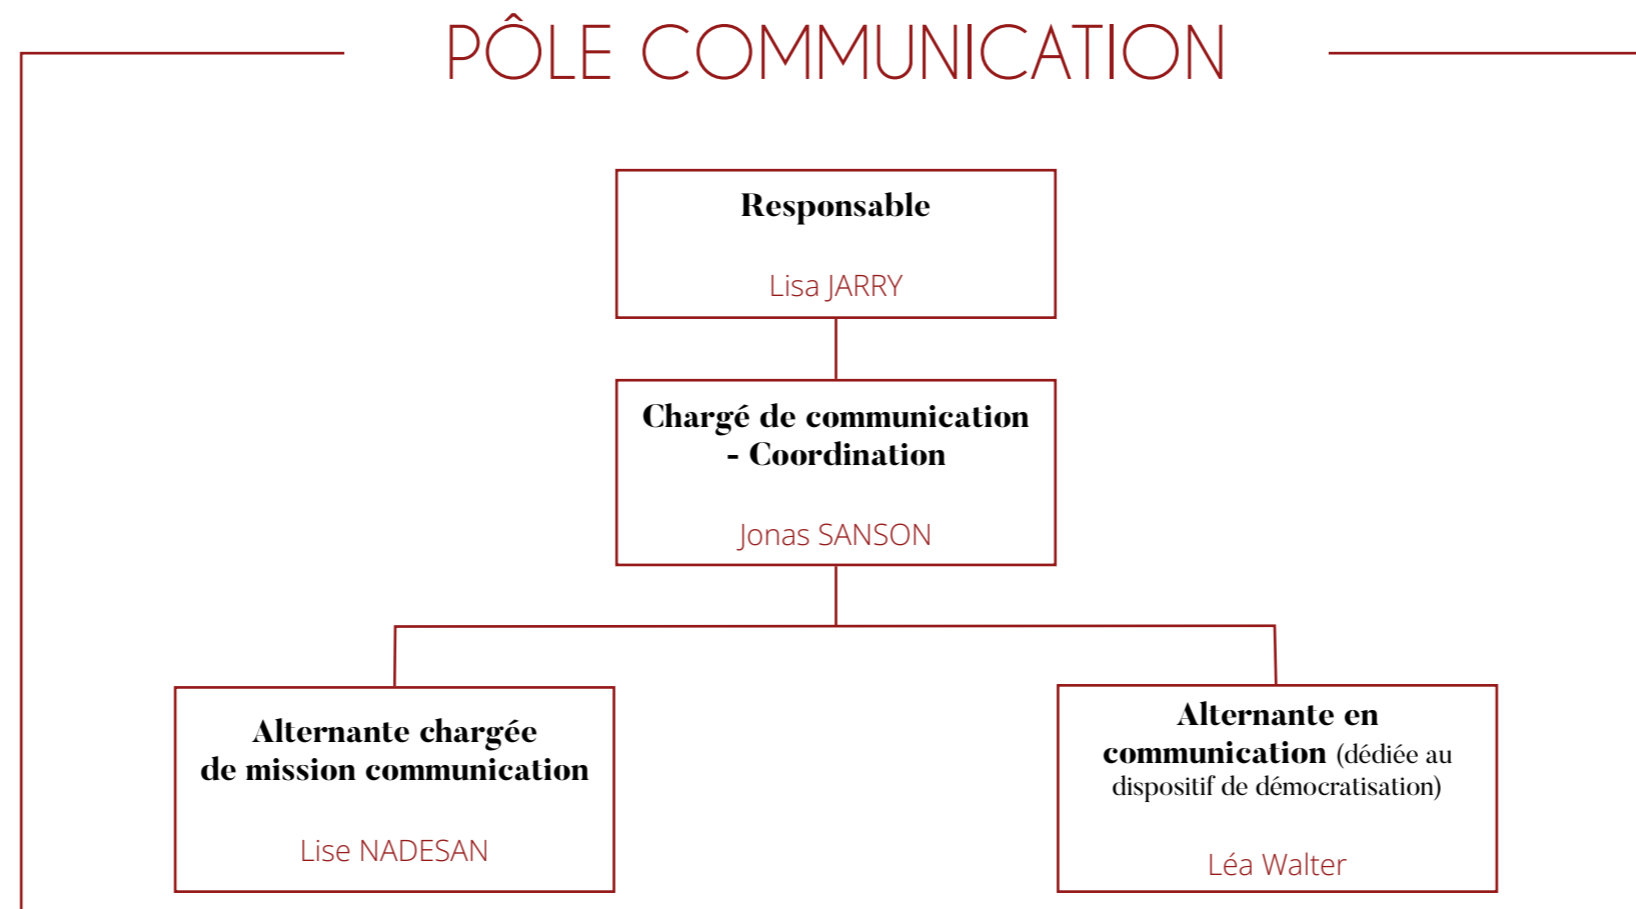 PÔLE COMMUNICATION
Responsable
Lisa JARRY
Chargé de communication
- Coordination
Jonas SANSON
Alternante chargée
de mission communication
Lise NADESAN
Alternante en
communication (dédiée au
dispositif de démocratisation)
Léa Walter